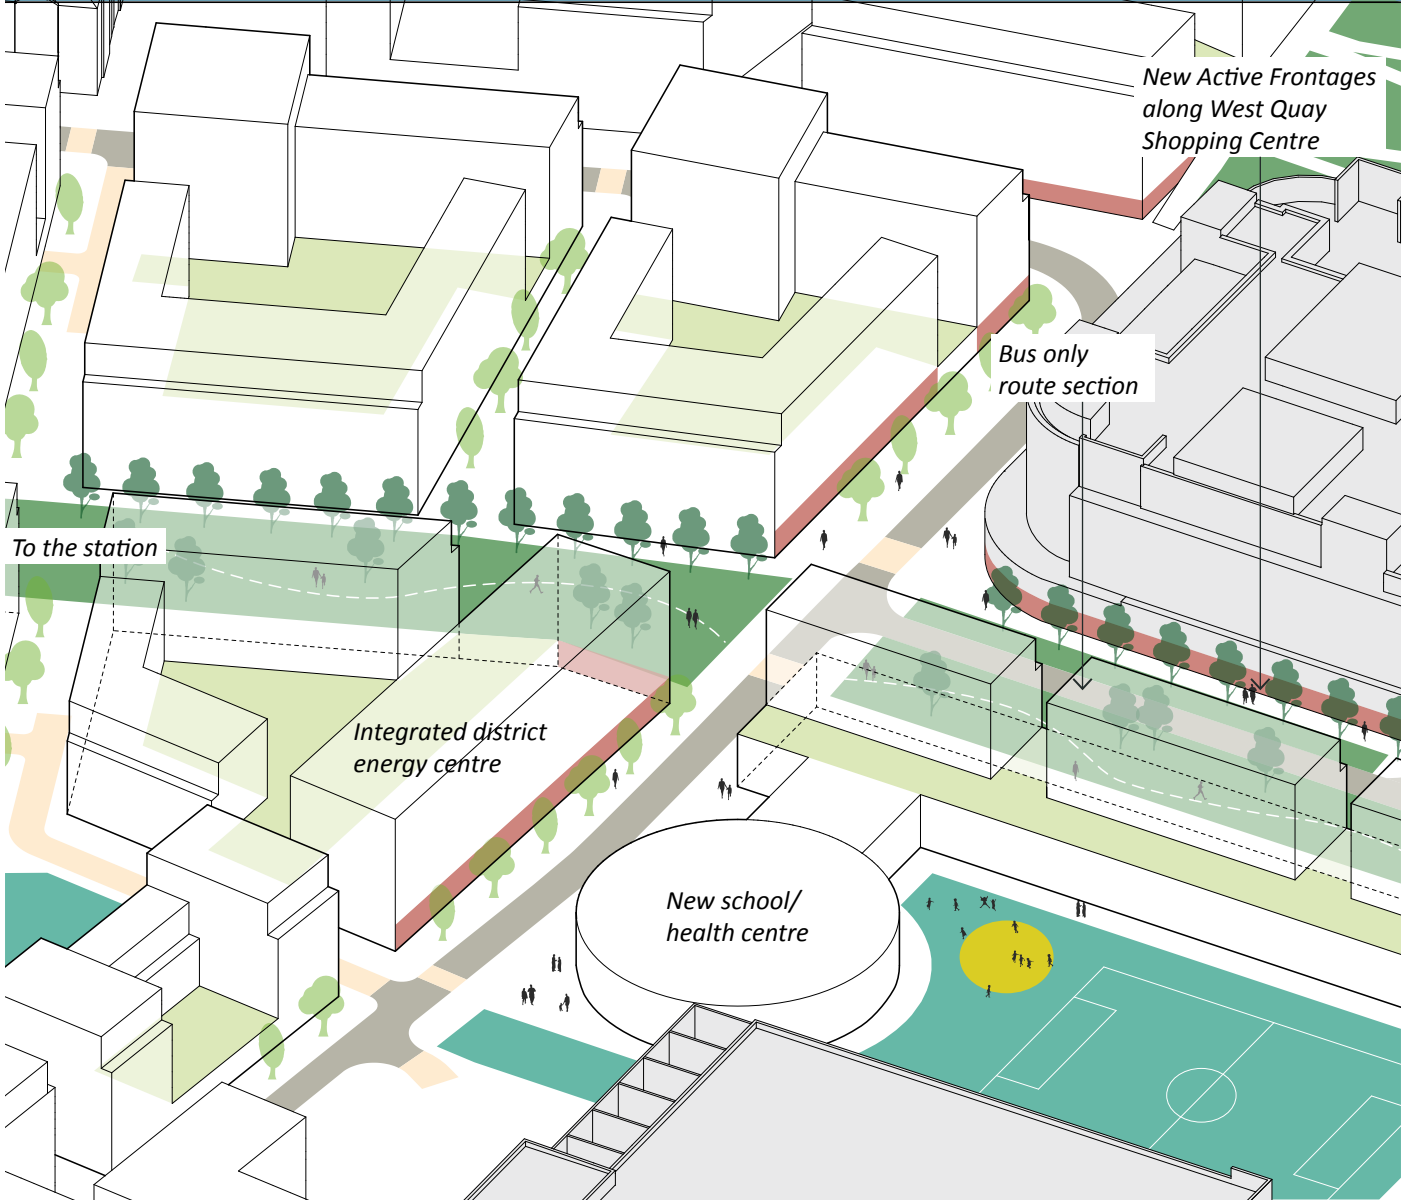 New Active Frontages
along West Quay
Shopping Centre
Bus only
route section
To the station
Integrated district
energy centre
New school/
health centre